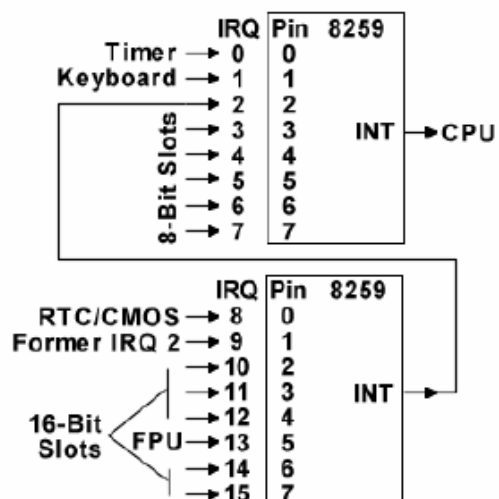 IRQ Pin 8259
Timer 0 0
Keyboard 1 1
2 2
8-Bit Slots
3 3 INT CPU
4 4
5 5
6 6
7 7
IRQ Pin 8259
RTC/CMOS 8 0
Former IRQ 2 9 1
10 2
11 3 INT
12 4
16-Bit Slots
FPU 13 5
14 6
15 7